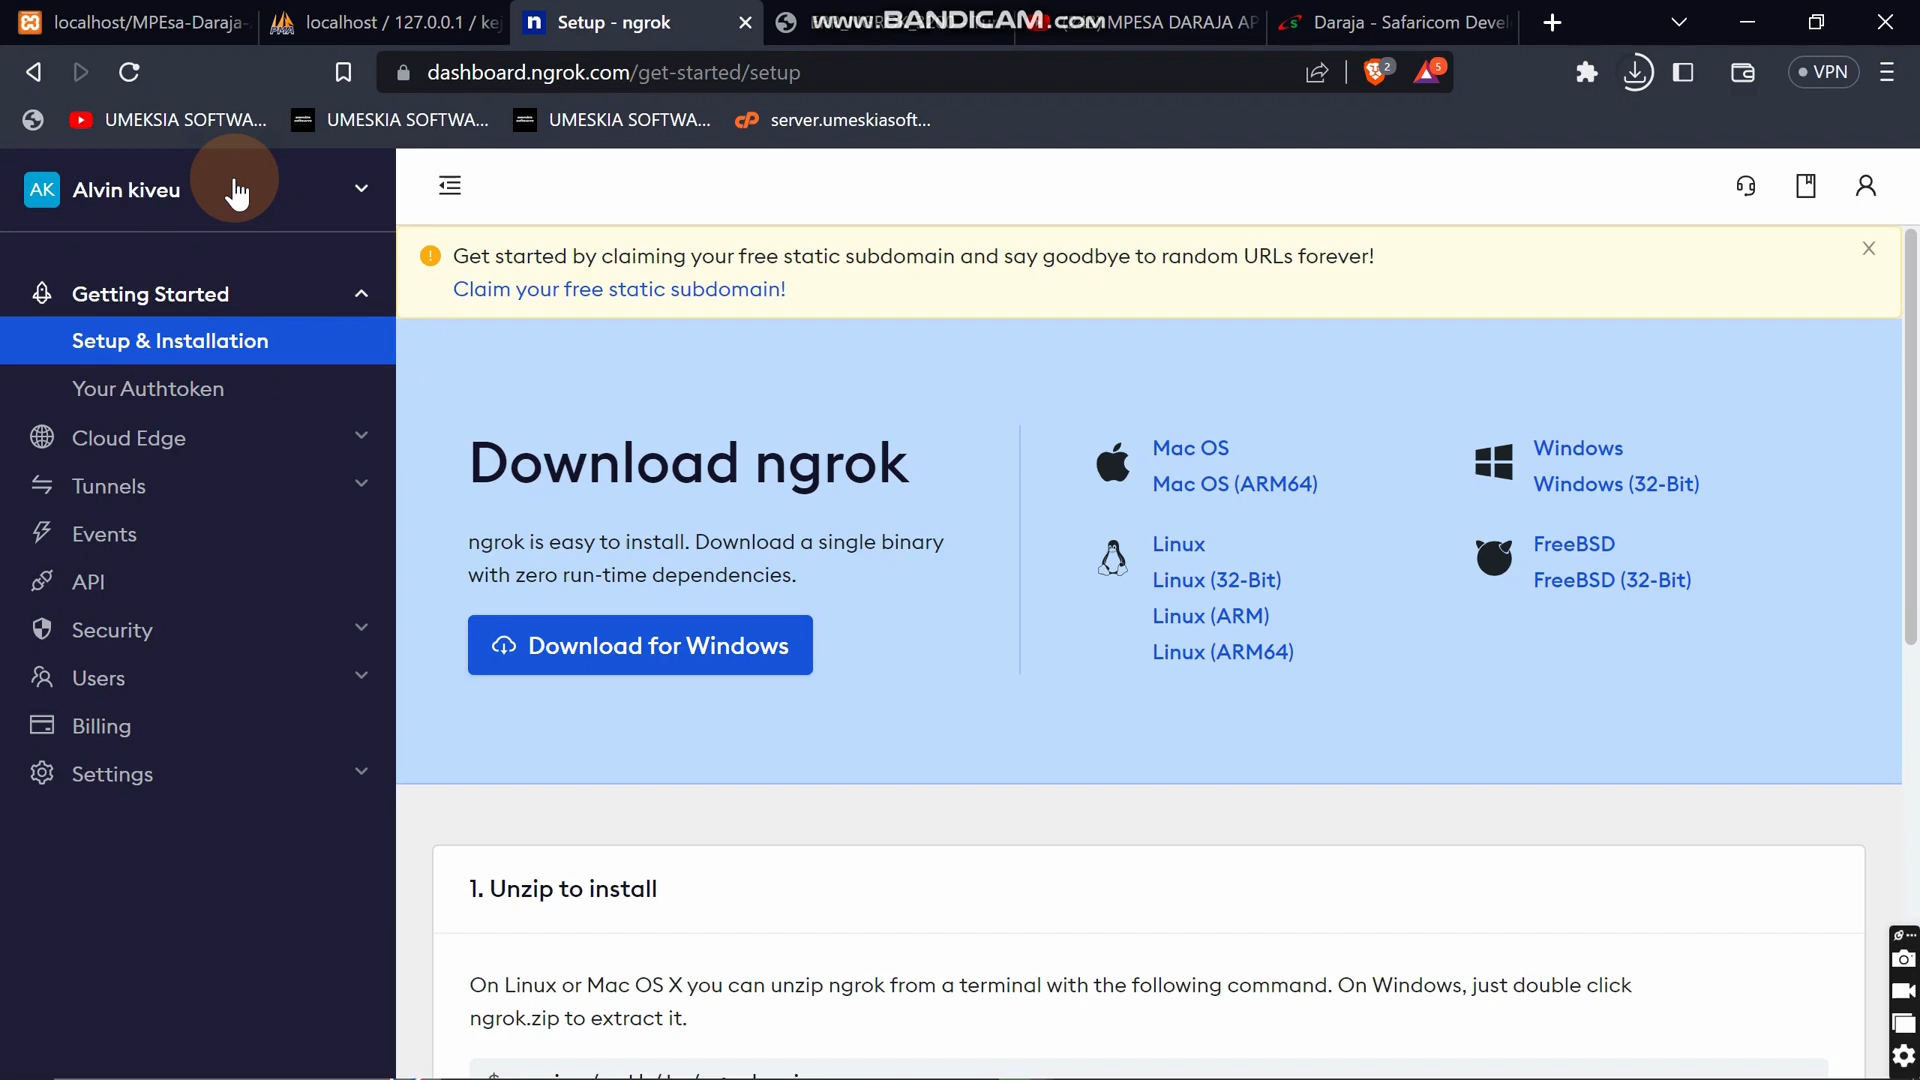 localhost/MPEsa-Daraja-
localhost / 127.0.0.1 / kej
Setup - ngrok
www.BANDICAM.com
MPESA DARAJA AP
Daraja - Safaricom Devel
dashboard.ngrok.com/get-started/setup
2
5
VPN
UMEKSIA SOFTWA...
UMESKIA SOFTWA...
UMESKIA SOFTWA...
server.umeskiasoft...
AK
Alvin kiveu
Get started by claiming your free static subdomain and say goodbye to random URLs forever!
Claim your free static subdomain!
Getting Started
Setup & Installation
Your Authtoken
Cloud Edge
Tunnels
Events
API
Security
Users
Billing
Settings
Download ngrok
ngrok is easy to install. Download a single binary
with zero run-time dependencies.
Download for Windows
Mac OS
Mac OS (ARM64)
Linux
Linux (32-Bit)
Linux (ARM)
Linux (ARM64)
Windows
Windows (32-Bit)
FreeBSD
FreeBSD (32-Bit)
1. Unzip to install
On Linux or Mac OS X you can unzip ngrok from a terminal with the following command. On Windows, just double click
ngrok.zip to extract it.